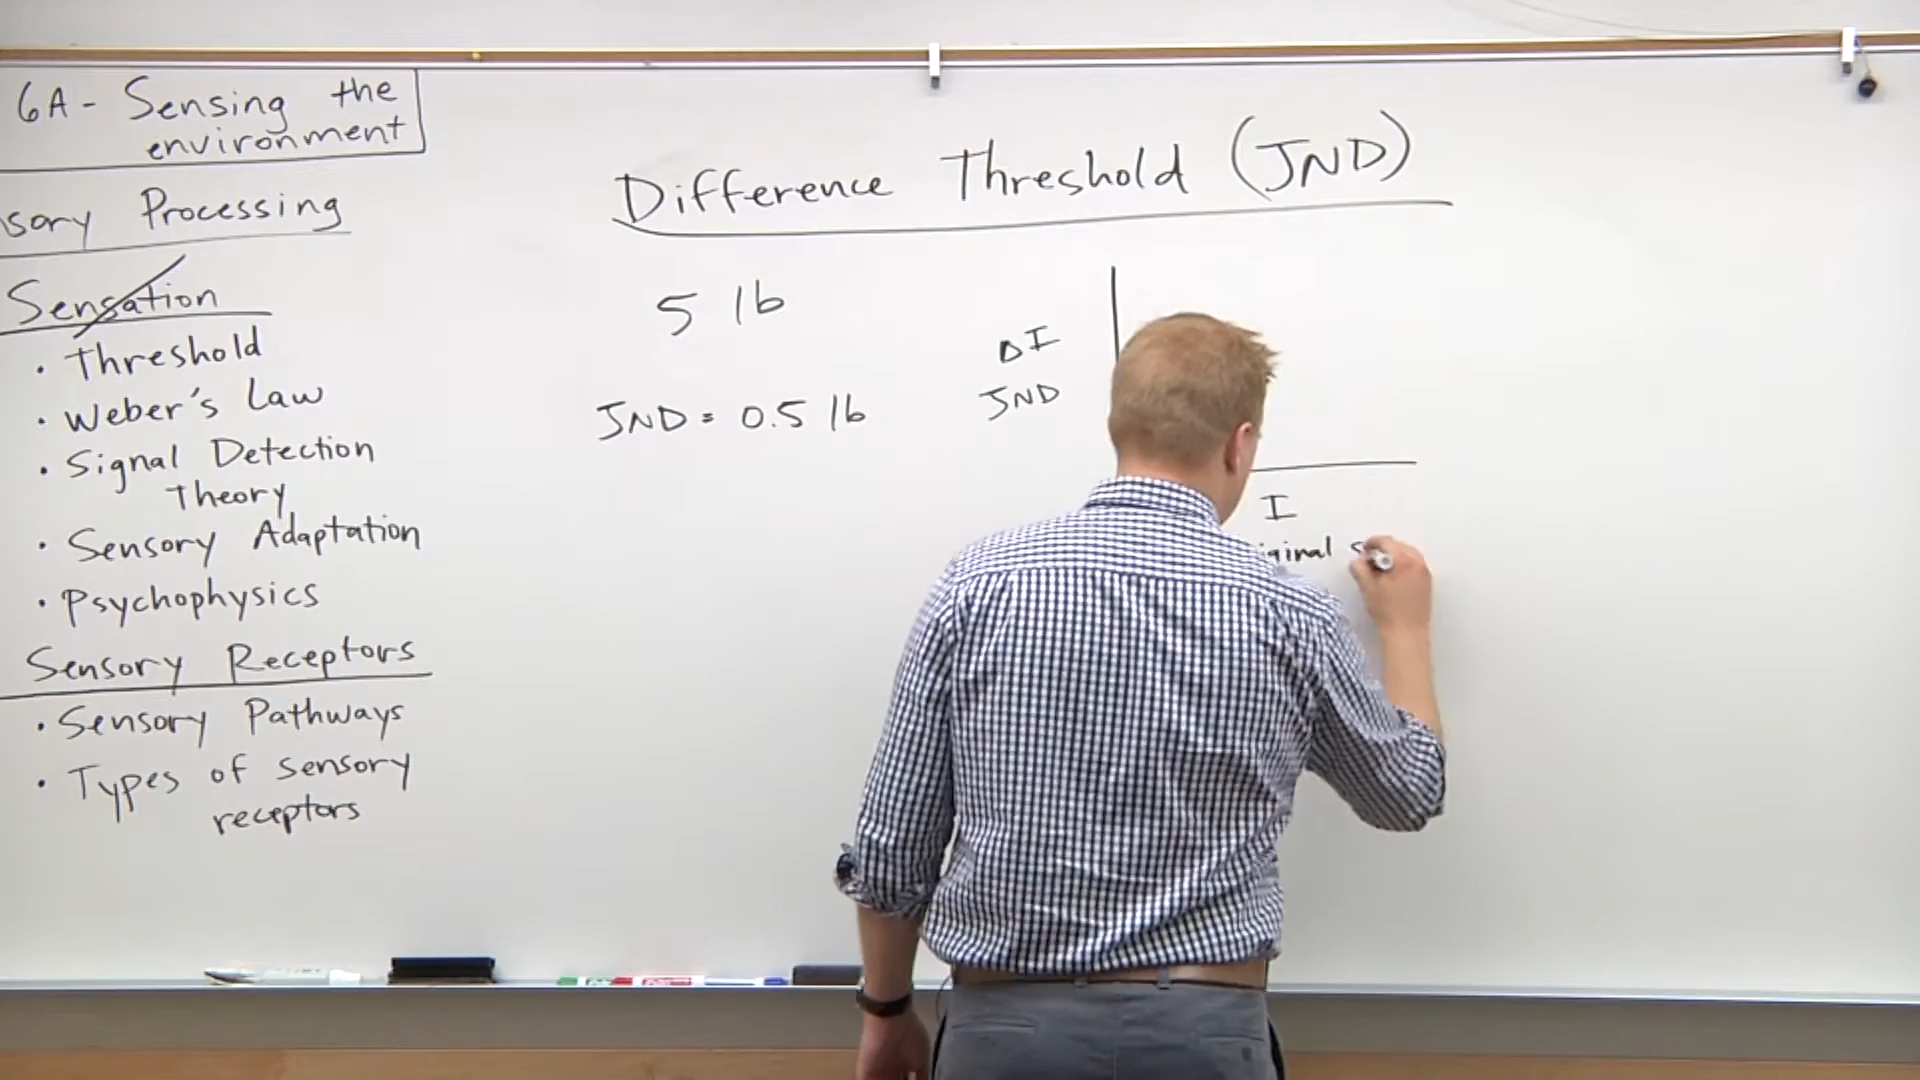 6A - Sensing the
environment
Processing
Sensation
• Threshold
• Weber's Law
• Signal Detection
Theory
• Sensory Adaptation
• Psychophysics
Sensory Receptors
• Sensory Pathways
• Types of sensory
receptors
Difference Threshold (JND)
5 lb
JND = 0.5 lb
ΔI
JND
I